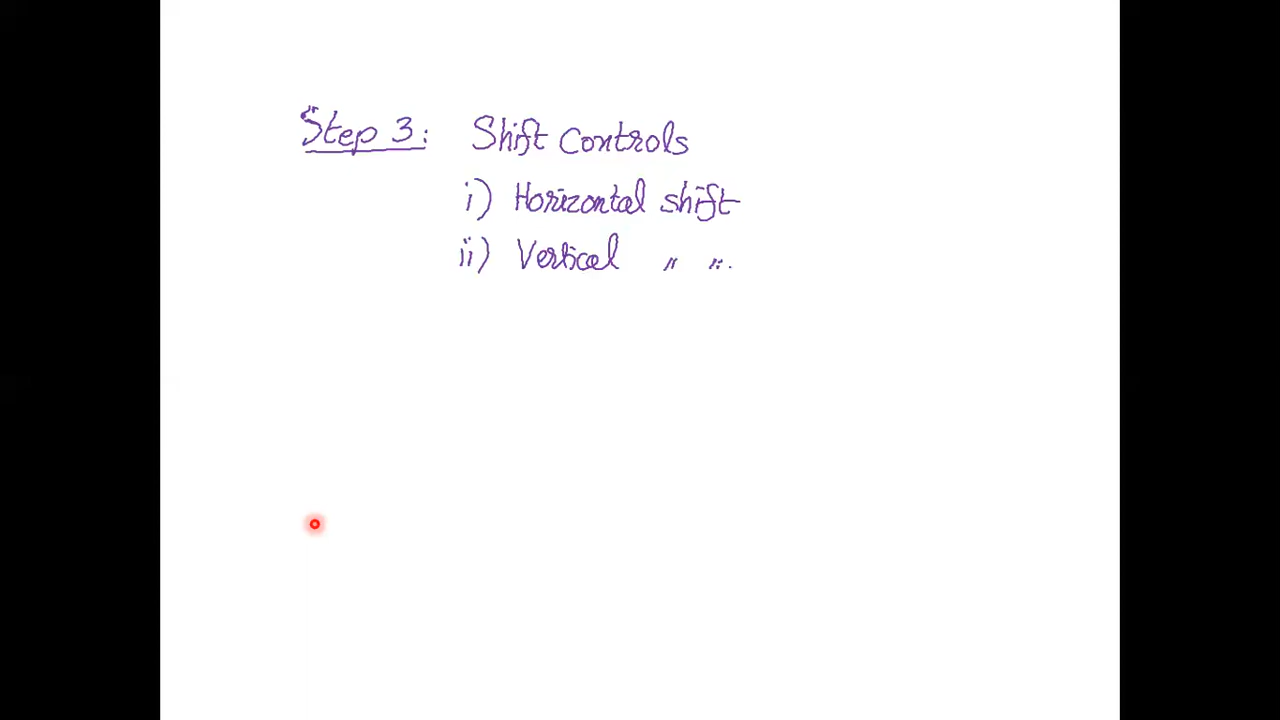 Step 3: Shift Controls
i) Horizontal shift
ii) Vertical " ".